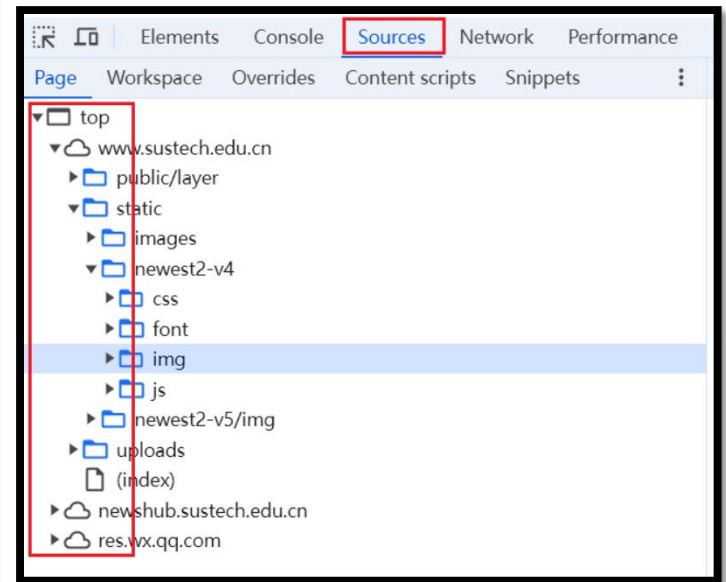 Elements Console Sources Network Performance
Page Workspace Overrides Content scripts Snippets
top
www.sustech.edu.cn
public/layer
static
images
newest2-v4
css
font
img
js
newest2-v5/img
uploads
(index)
newshub.sustech.edu.cn
res.wx.qq.com